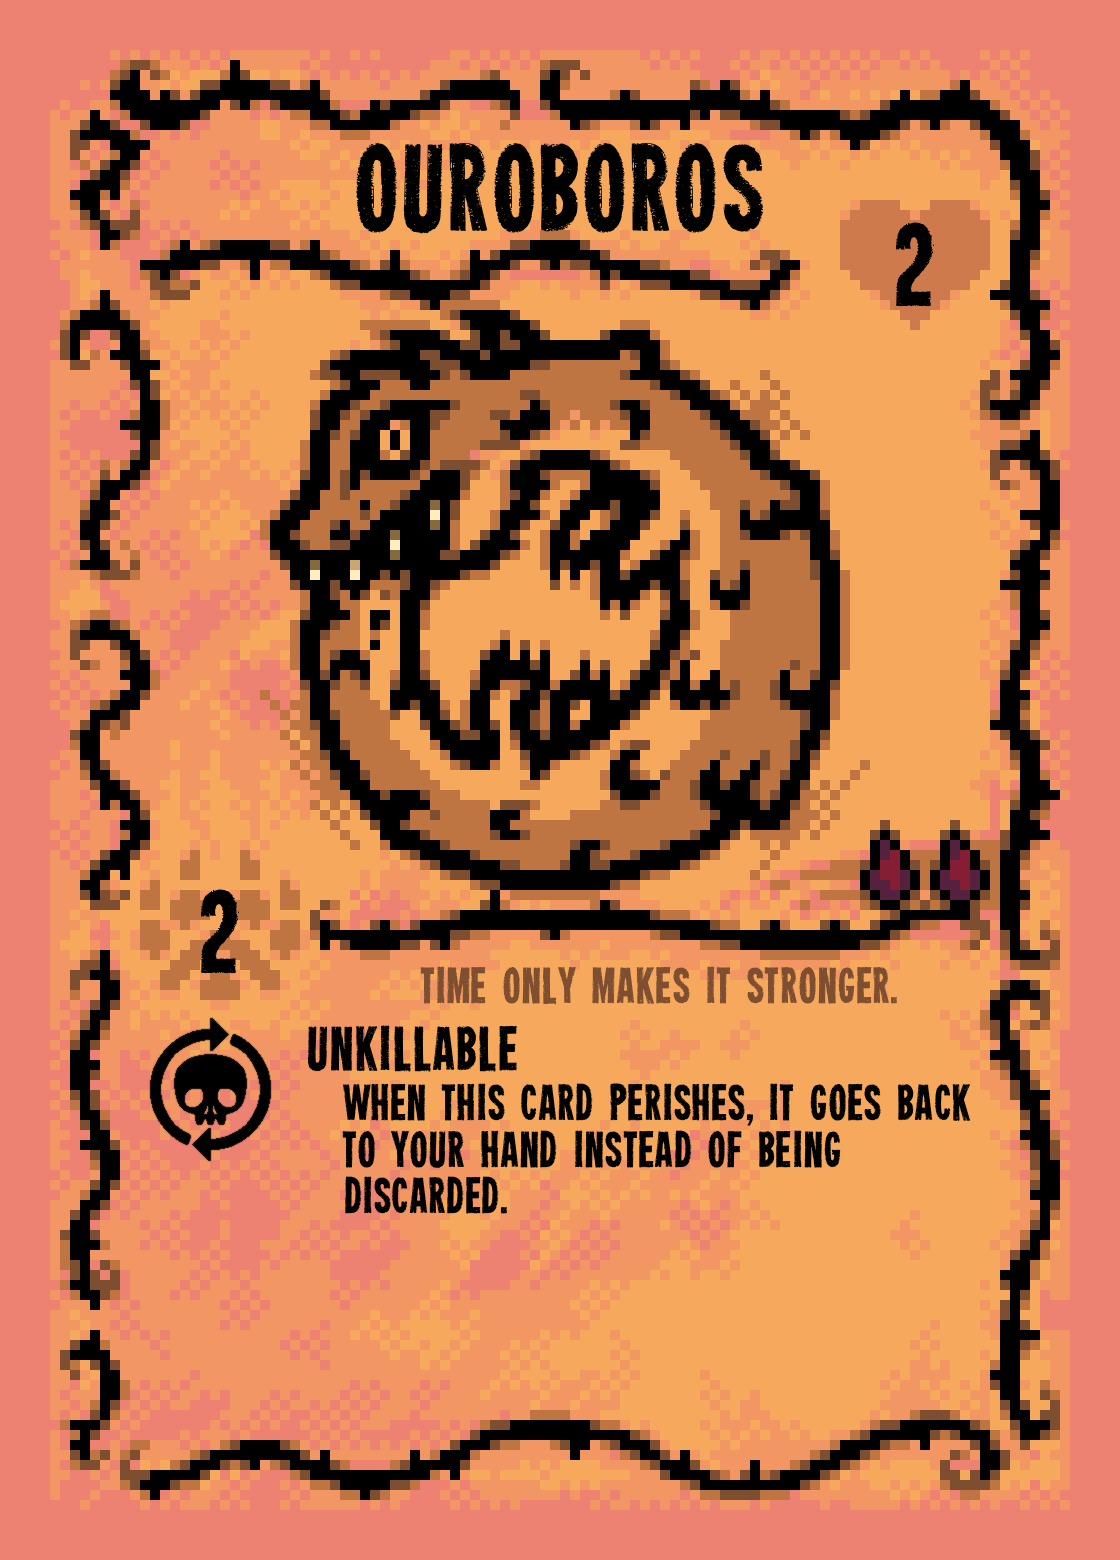 OUROBOROS
2
2
TIME ONLY MAKES IT STRONGER.
UNKILLABLE
WHEN THIS CARD PERISHES, IT GOES BACK
TO YOUR HAND INSTEAD OF BEING
DISCARDED.